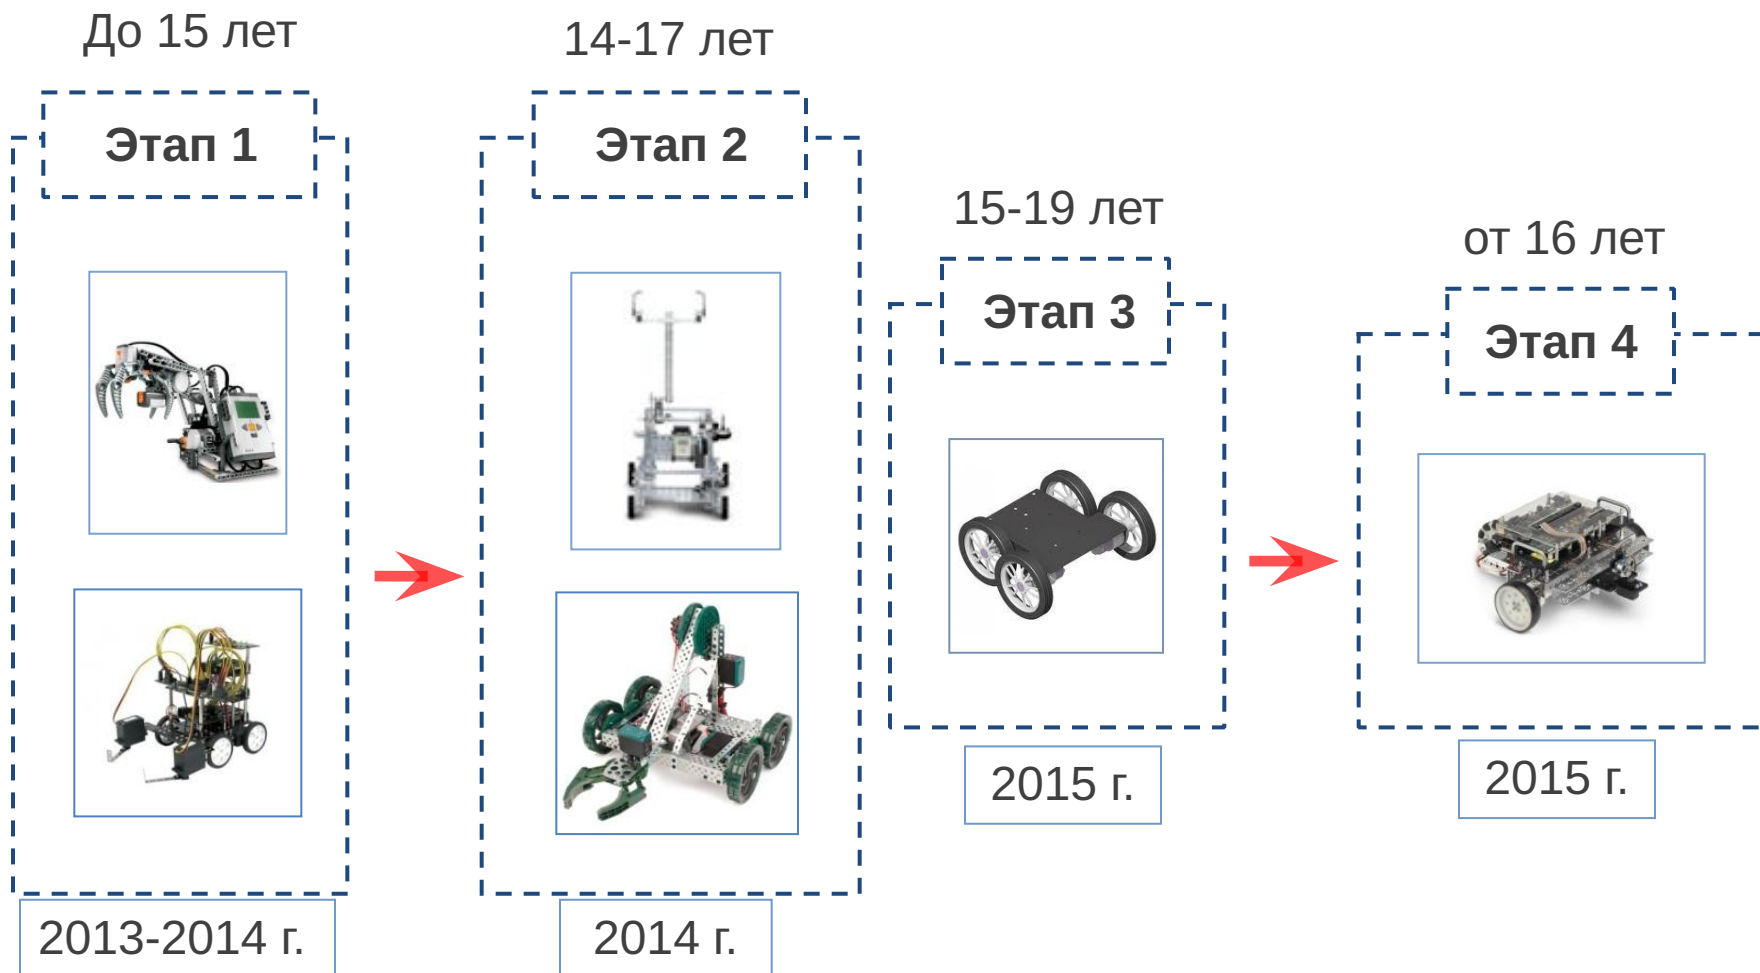 До 15 лет
Этап 1
2013-2014 г.
14-17 лет
Этап 2
2014 г.
15-19 лет
Этап 3
2015 г.
от 16 лет
Этап 4
2015 г.